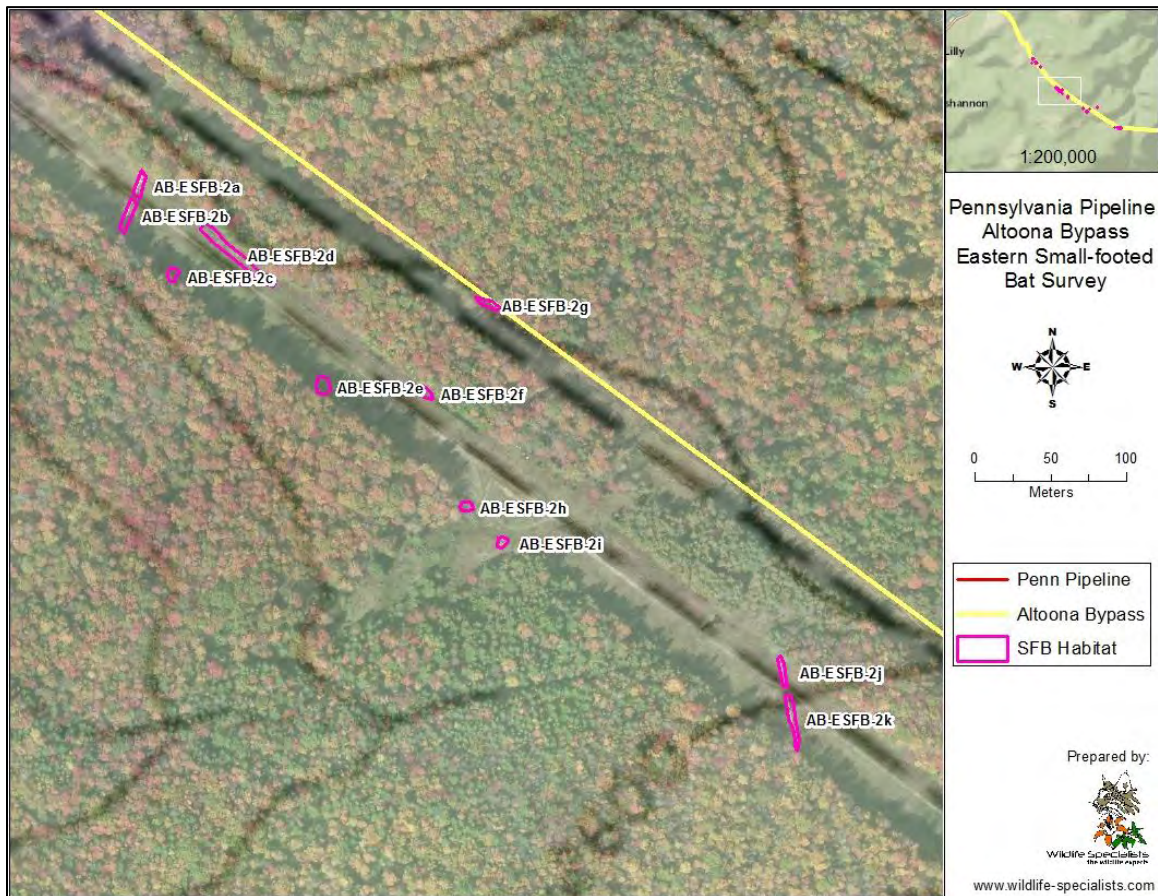 AB-ESFB-2a
AB-ESFB-2b
AB-ESFB-2d
AB-ESFB-2c
AB-ESFB-2g
AB-ESFB-2e
AB-ESFB-2f
AB-ESFB-2h
AB-ESFB-2i
AB-ESFB-2j
AB-ESFB-2k
Lilly
shannon
1:200,000
Pennsylvania Pipeline
Altoona Bypass
Eastern Small-footed
Bat Survey
N
W E
S
0 50 100
Meters
Penn Pipeline
Altoona Bypass
SFB Habitat
Prepared by:
Wildlife Specialists
the wildlife experts
www.wildlife-specialists.com